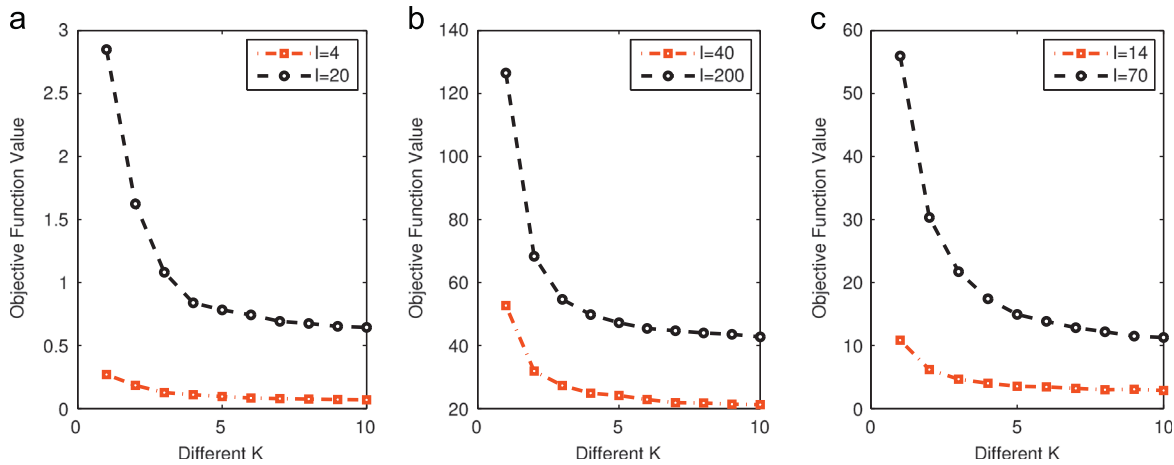 a
3
2.5
2
1.5
1
0.5
0
0
5
10
Objective Function Value
Different K
l=4
l=20
b
140
120
100
80
60
40
20
0
5
10
Objective Function Value
Different K
l=40
l=200
c
60
50
40
30
20
10
0
0
5
10
Objective Function Value
Different K
l=14
l=70